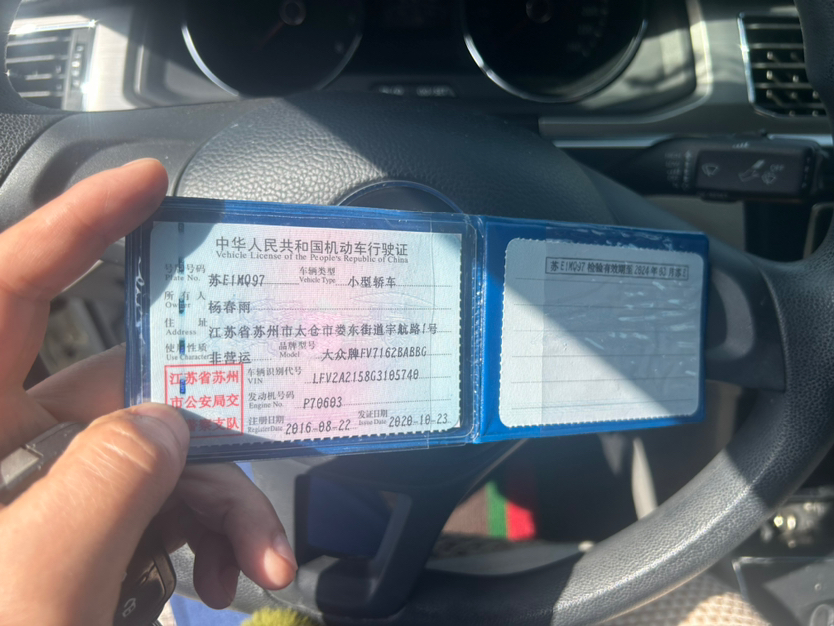 中华人民共和国机动车行驶证
Vehicle License of the People's Republic of China
号牌号码 苏E1MQ97 车辆类型 小型轿车
Plate No. Vehicle Type
所有人 杨春雨
Owner
住址 江苏省苏州市太仓市娄东街道宇航路1号
Address
使用性质 非营运 品牌型号 大众牌FV7162BABBG
Use Character Model
车辆识别代号 LFV2A2158G3105740
VIN
发动机号码 P70603
Engine No.
注册日期 2016-08-22 发证日期 2020-10-23
Register Date Issue Date
江苏省苏州
市公安局交
支队
苏E1MQ97 检验有效期至2024年